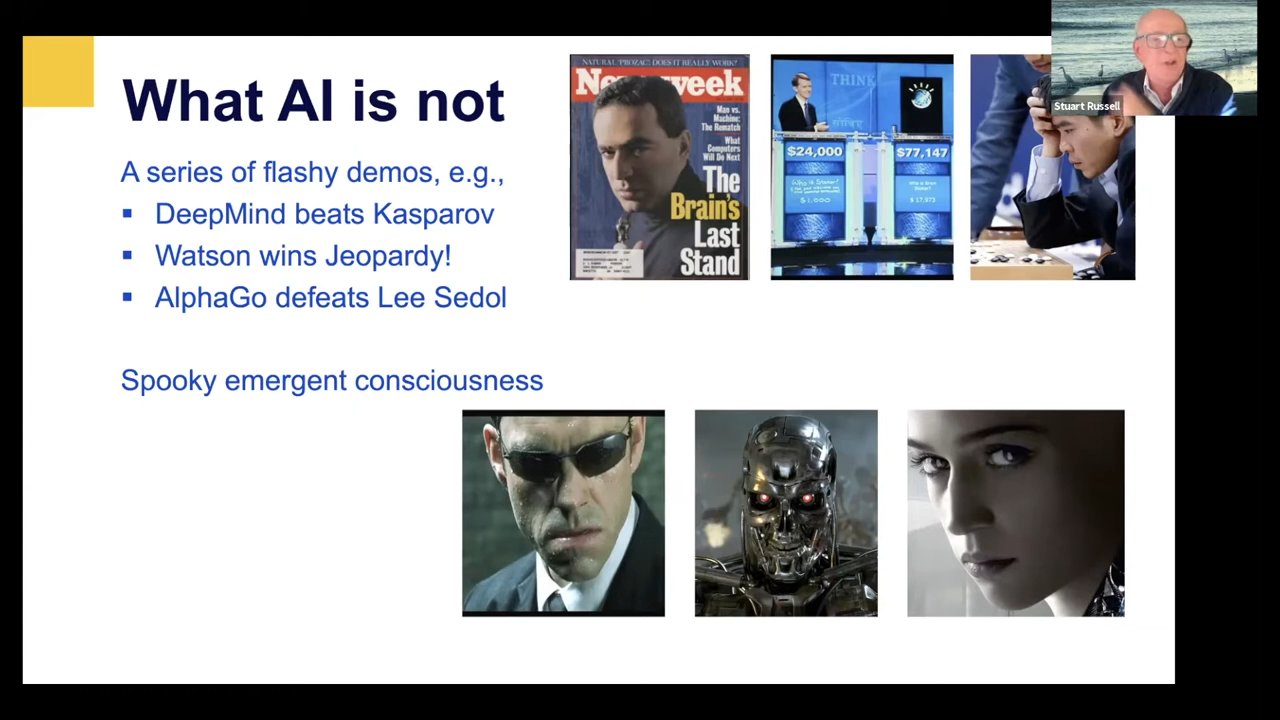 What AI is not
A series of flashy demos, e.g.,
▪ DeepMind beats Kasparov
▪ Watson wins Jeopardy!
▪ AlphaGo defeats Lee Sedol
Spooky emergent consciousness
NATURAL 'PROZAC': DOES IT REALLY WORK?
Newsweek
Man vs.
Machine:
The Rematch
What
Computers
Will Do Next
The
Brain's
Last
Stand
THINK
$24,000
$77,147
$1,000
$17,973
Stuart Russell